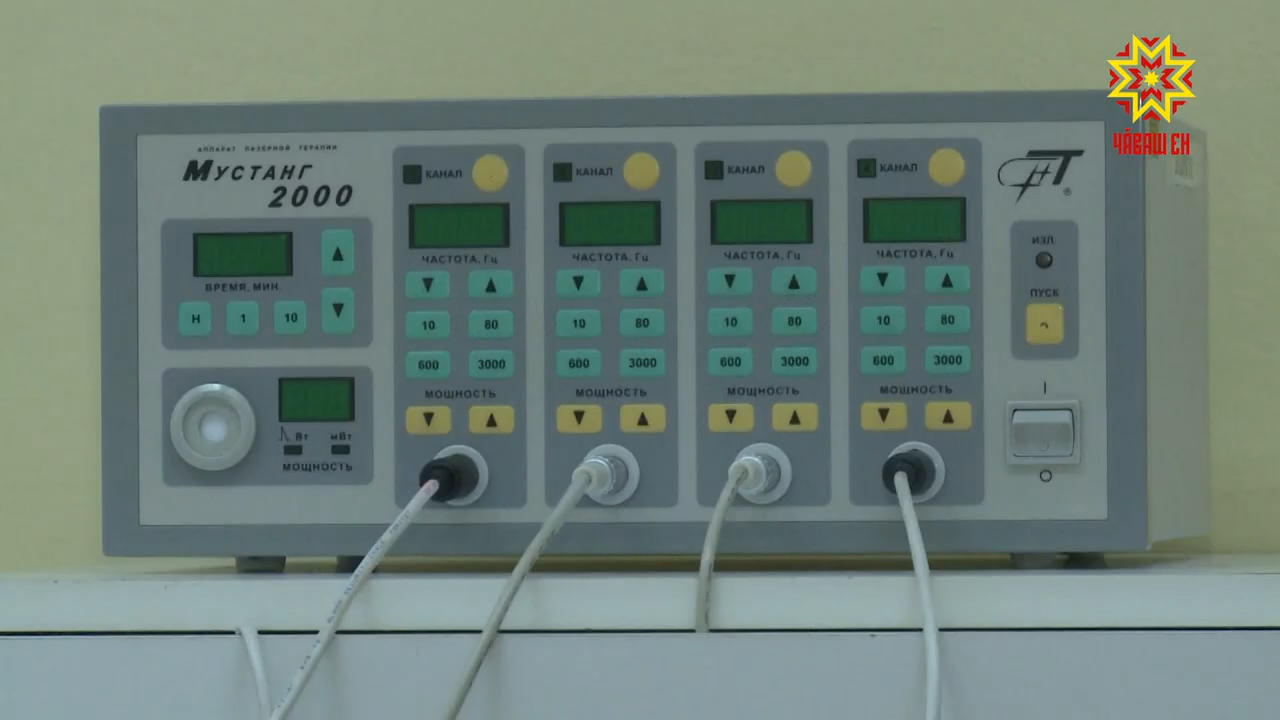 АППАРАТ ЛАЗЕРНОЙ ТЕРАПИИ
МУСТАНГ
2000
ВРЕМЯ, МИН.
Н 1 10
Вт мВт
МОЩНОСТЬ
КАНАЛ
ЧАСТОТА, Гц
10 80
600 3000
МОЩНОСТЬ
КАНАЛ
ЧАСТОТА, Гц
10 80
600 3000
МОЩНОСТЬ
КАНАЛ
ЧАСТОТА, Гц
10 80
600 3000
МОЩНОСТЬ
4 КАНАЛ
ЧАСТОТА, Гц
10 80
600 3000
МОЩНОСТЬ
®
ИЗЛ
ПУСК
I
O
ЧӐВАШ ЕН